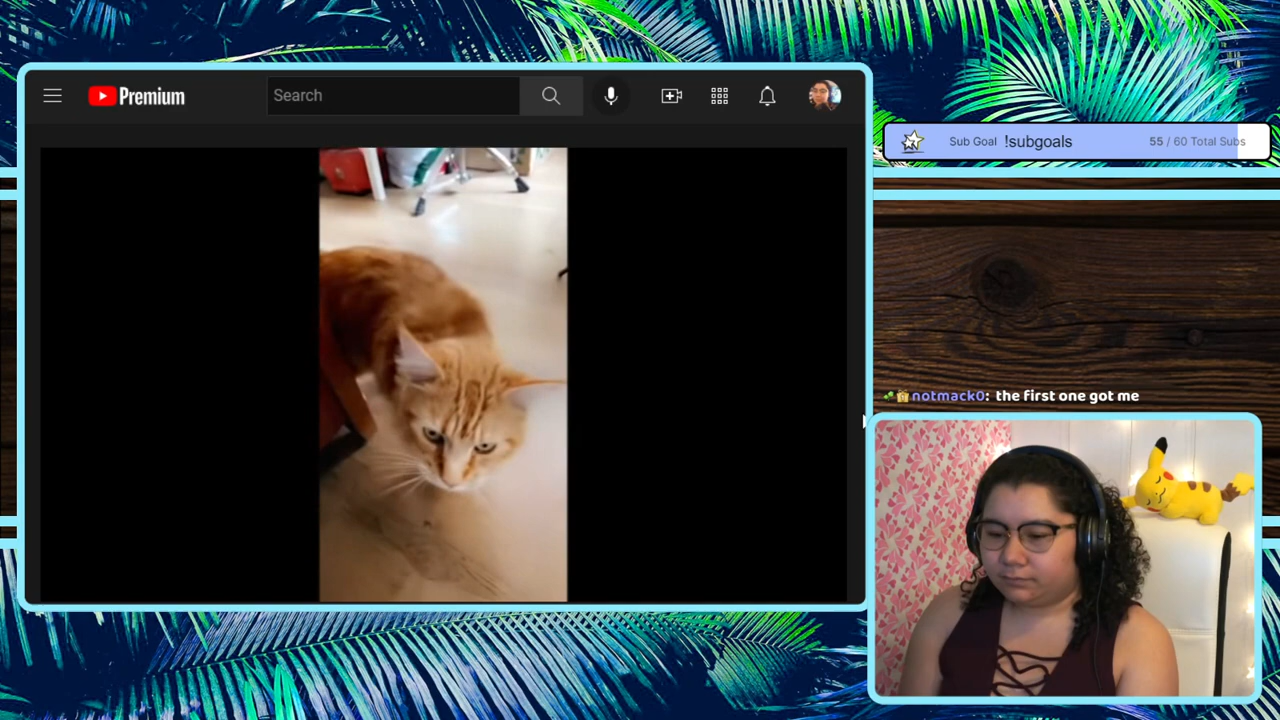 Premium
Search
Sub Goal !subgoals 55 / 60 Total Subs
notmack0: the first one got me